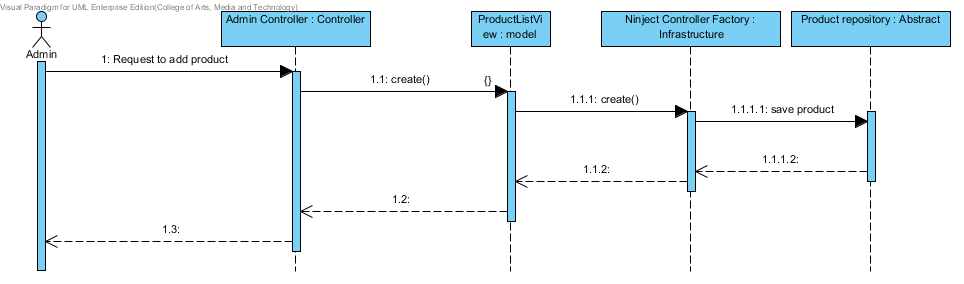 Visual Paradigm for UML Enterprise Edition(College of Arts, Media and Technology)
Admin Controller : Controller
ProductListVi
ew : model
Ninject Controller Factory :
Infrastructure
Product repository : Abstract
Admin
1: Request to add product
1.1: create()
{}
1.1.1: create()
1.1.1.1: save product
1.1.1.2:
1.1.2:
1.2:
1.3: